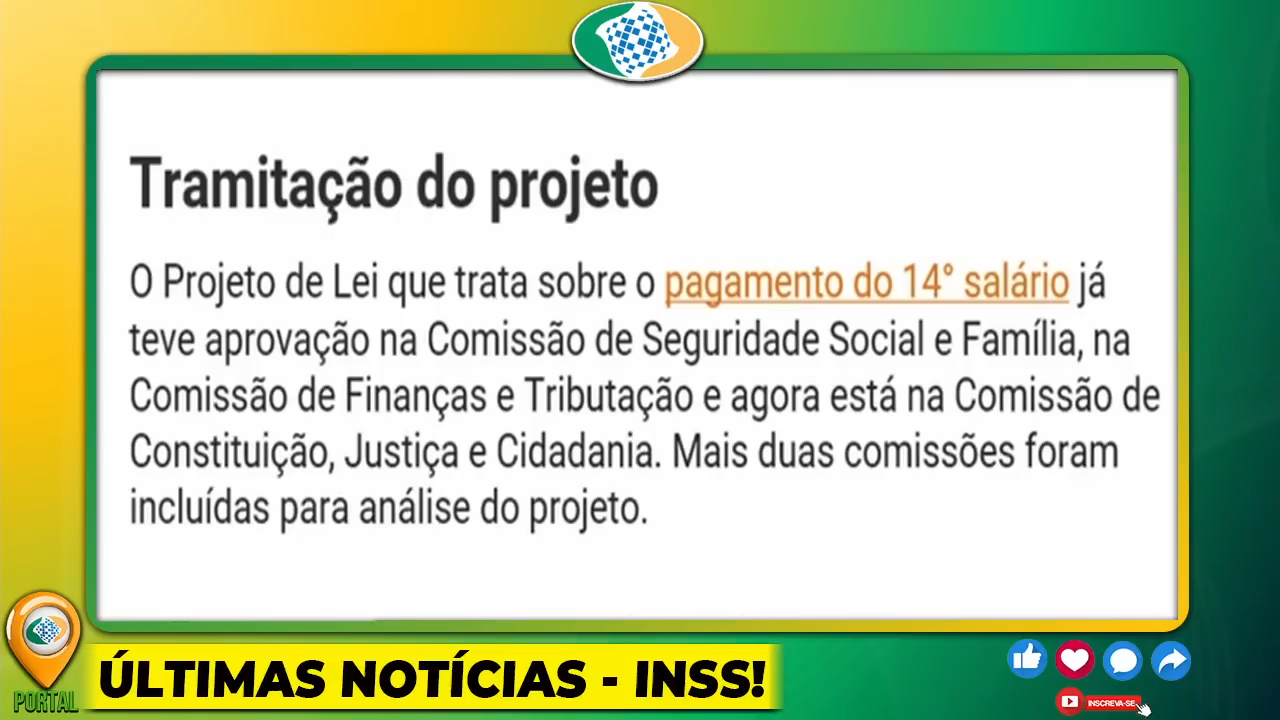 Tramitação do projeto
O Projeto de Lei que trata sobre o pagamento do 14° salário já
teve aprovação na Comissão de Seguridade Social e Família, na
Comissão de Finanças e Tributação e agora está na Comissão de
Constituição, Justiça e Cidadania. Mais duas comissões foram
incluídas para análise do projeto.
PORTAL
ÚLTIMAS NOTÍCIAS - INSS!
INSCREVA-SE